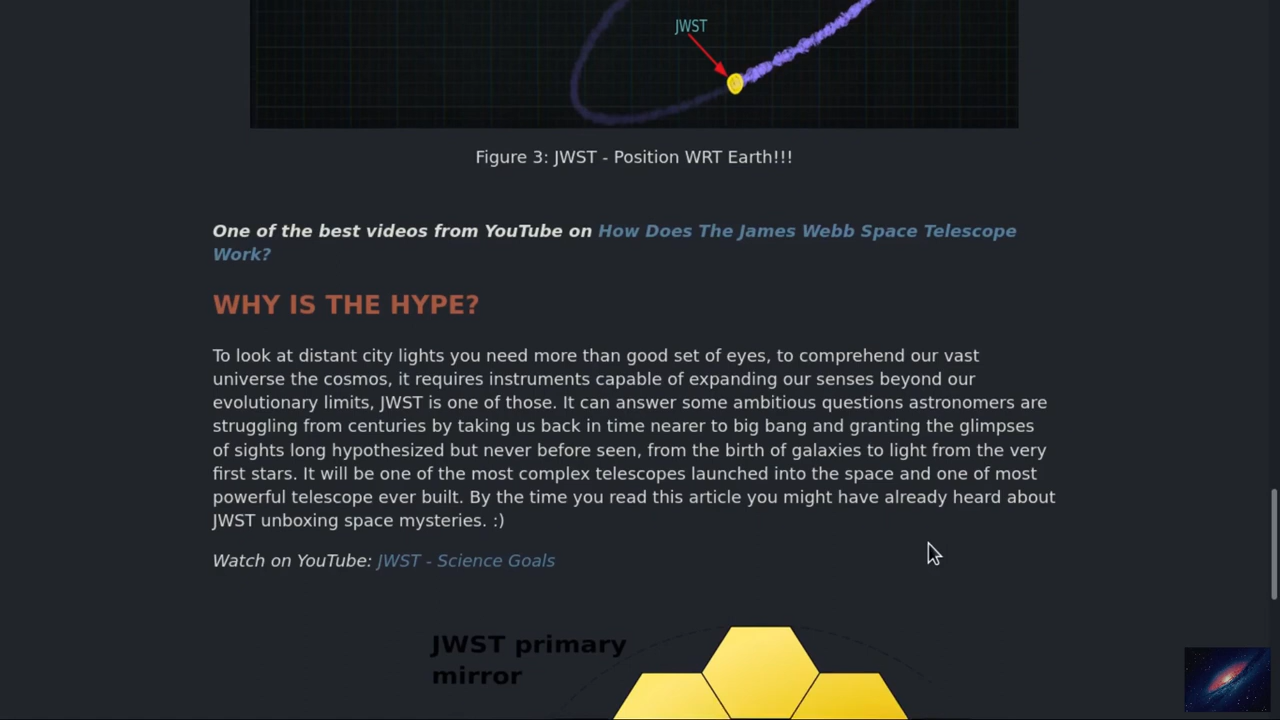 JWST
Figure 3: JWST - Position WRT Earth!!!
One of the best videos from YouTube on How Does The James Webb Space Telescope
Work?
WHY IS THE HYPE?
To look at distant city lights you need more than good set of eyes, to comprehend our vast
universe the cosmos, it requires instruments capable of expanding our senses beyond our
evolutionary limits, JWST is one of those. It can answer some ambitious questions astronomers are
struggling from centuries by taking us back in time nearer to big bang and granting the glimpses
of sights long hypothesized but never before seen, from the birth of galaxies to light from the very
first stars. It will be one of the most complex telescopes launched into the space and one of most
powerful telescope ever built. By the time you read this article you might have already heard about
JWST unboxing space mysteries. :)
Watch on YouTube: JWST - Science Goals
JWST primary
mirror